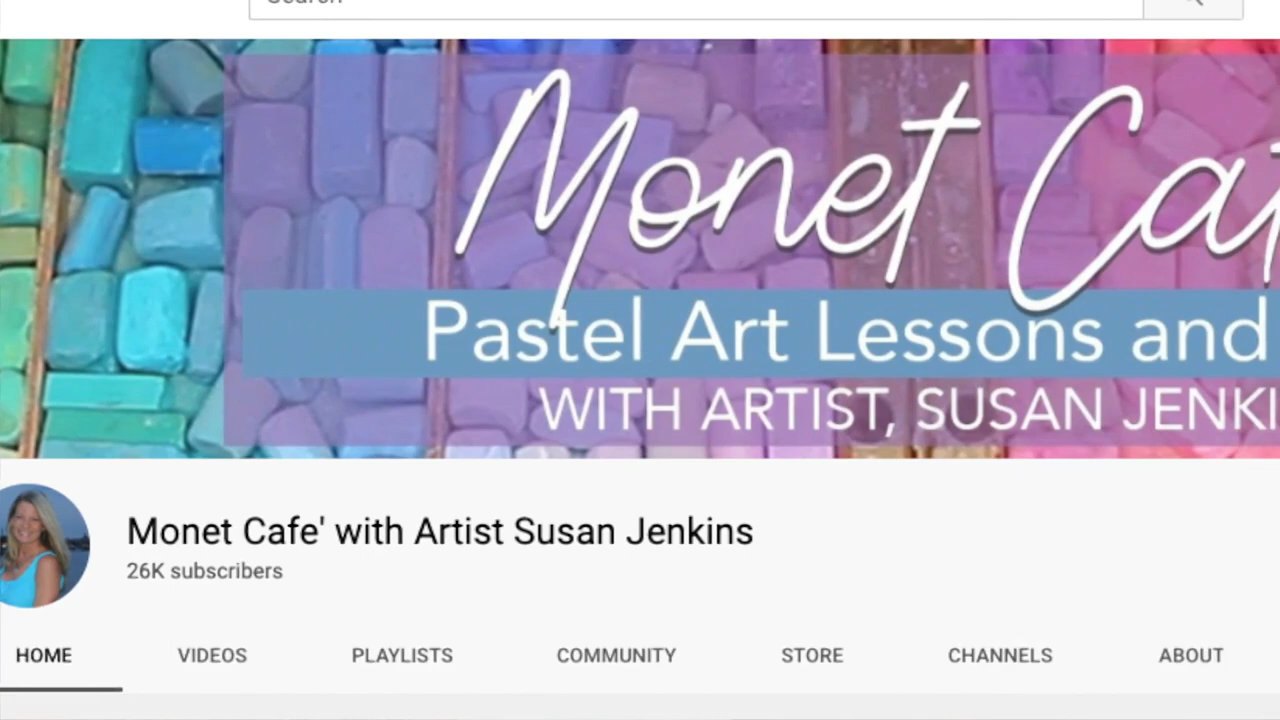 Monet Ca
Pastel Art Lessons and
WITH ARTIST, SUSAN JENKI
Monet Cafe' with Artist Susan Jenkins
26K subscribers
HOME VIDEOS PLAYLISTS COMMUNITY STORE CHANNELS ABOUT